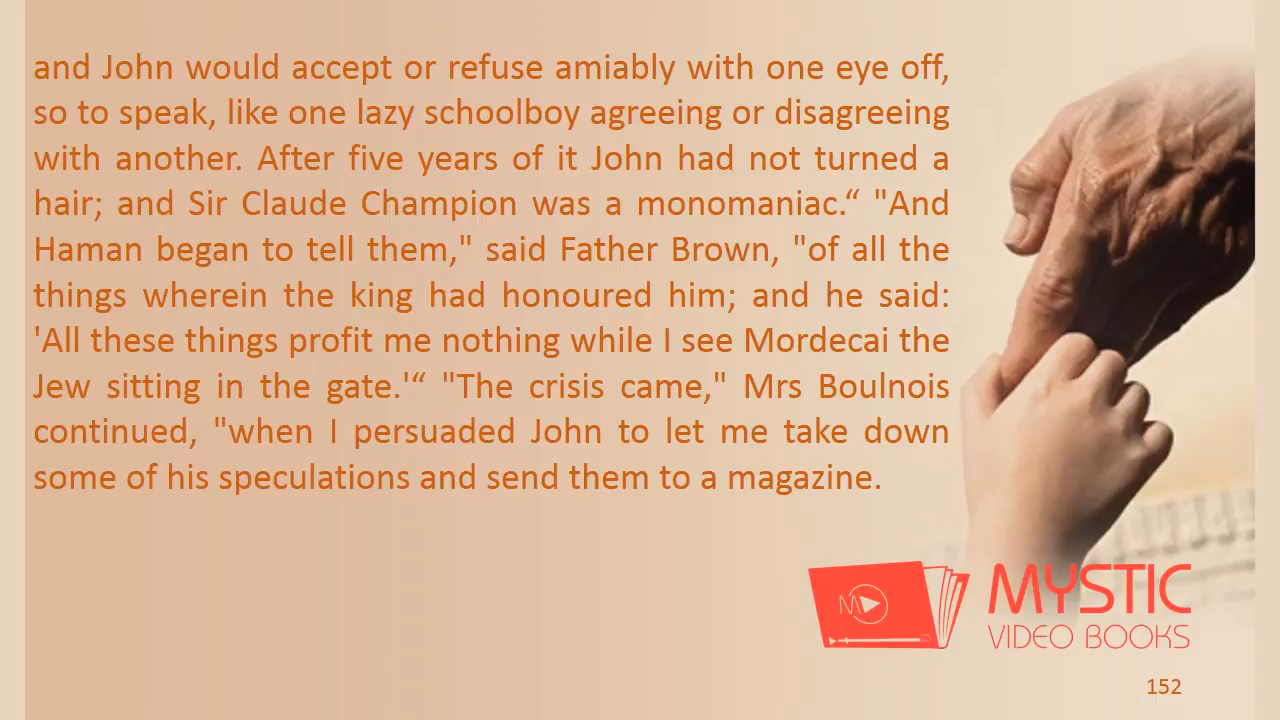 and John would accept or refuse amiably with one eye off,
so to speak, like one lazy schoolboy agreeing or disagreeing
with another. After five years of it John had not turned a
hair; and Sir Claude Champion was a monomaniac.“ "And
Haman began to tell them," said Father Brown, "of all the
things wherein the king had honoured him; and he said:
'All these things profit me nothing while I see Mordecai the
Jew sitting in the gate.'“ "The crisis came," Mrs Boulnois
continued, "when I persuaded John to let me take down
some of his speculations and send them to a magazine.
M
MYSTIC
VIDEO BOOKS
152